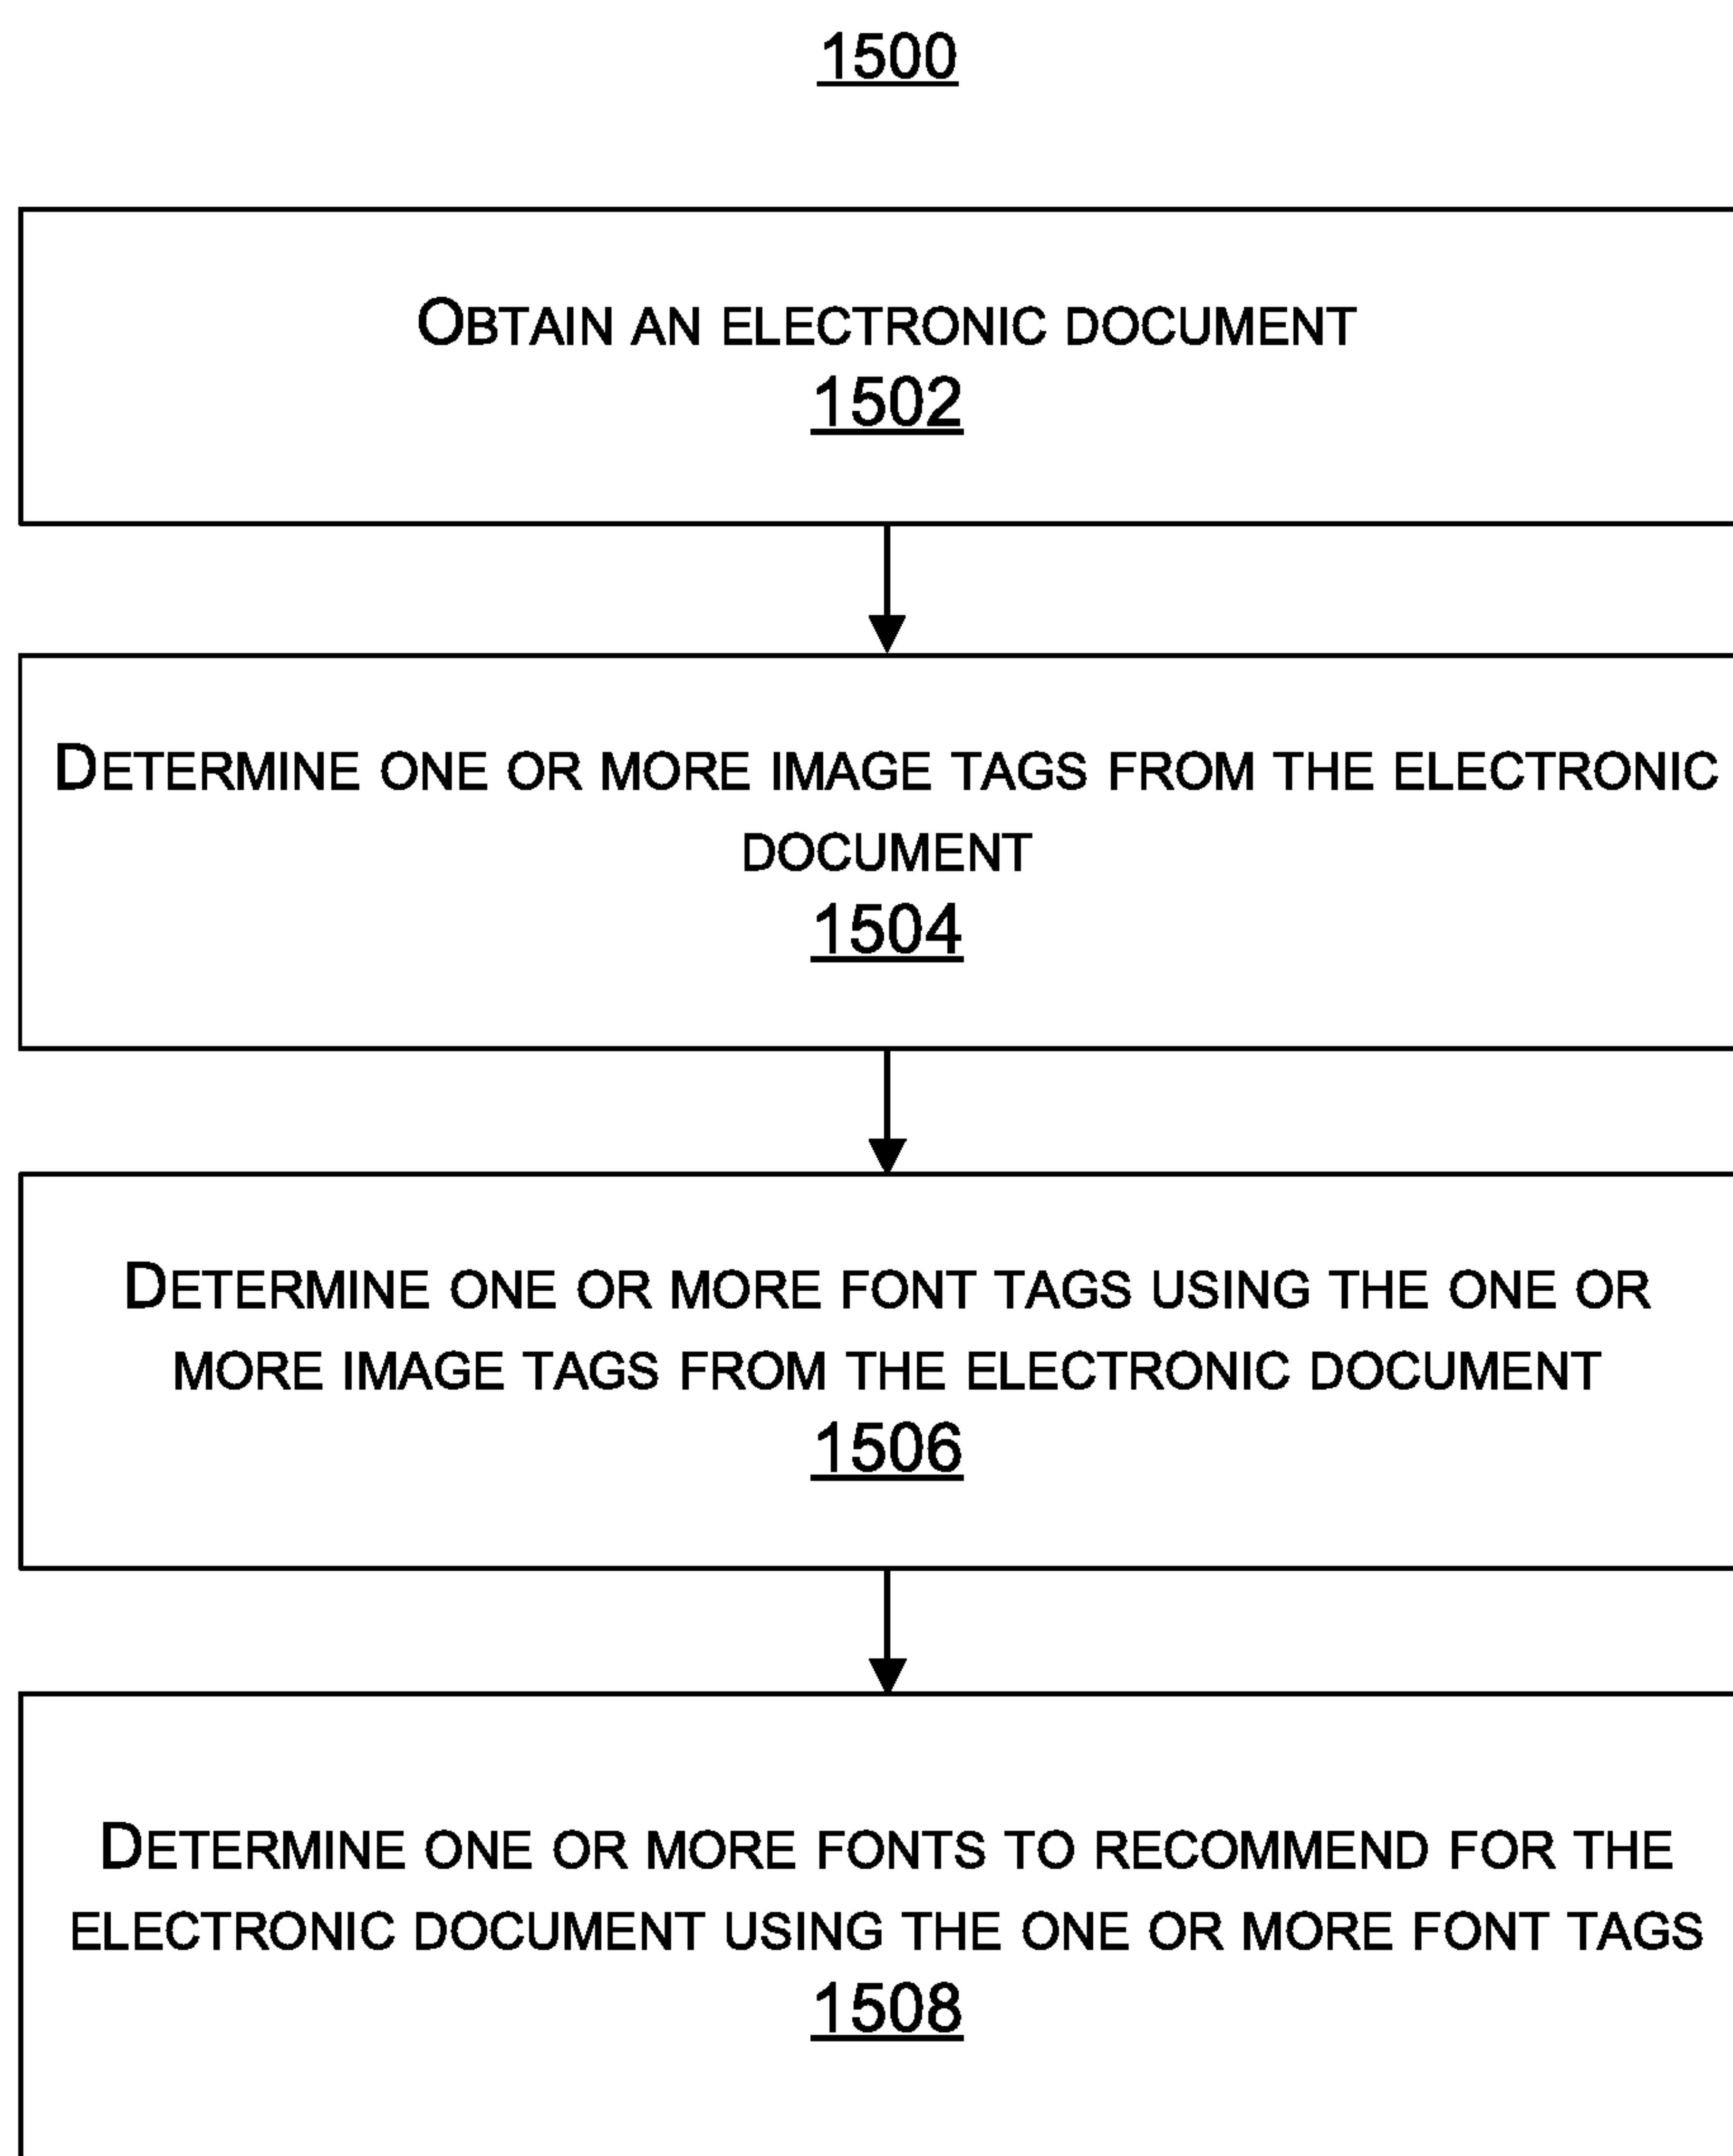 1500
OBTAIN AN ELECTRONIC DOCUMENT
1502
DETERMINE ONE OR MORE IMAGE TAGS FROM THE ELECTRONIC
DOCUMENT
1504
DETERMINE ONE OR MORE FONT TAGS USING THE ONE OR
MORE IMAGE TAGS FROM THE ELECTRONIC DOCUMENT
1506
DETERMINE ONE OR MORE FONTS TO RECOMMEND FOR THE
ELECTRONIC DOCUMENT USING THE ONE OR MORE FONT TAGS
1508